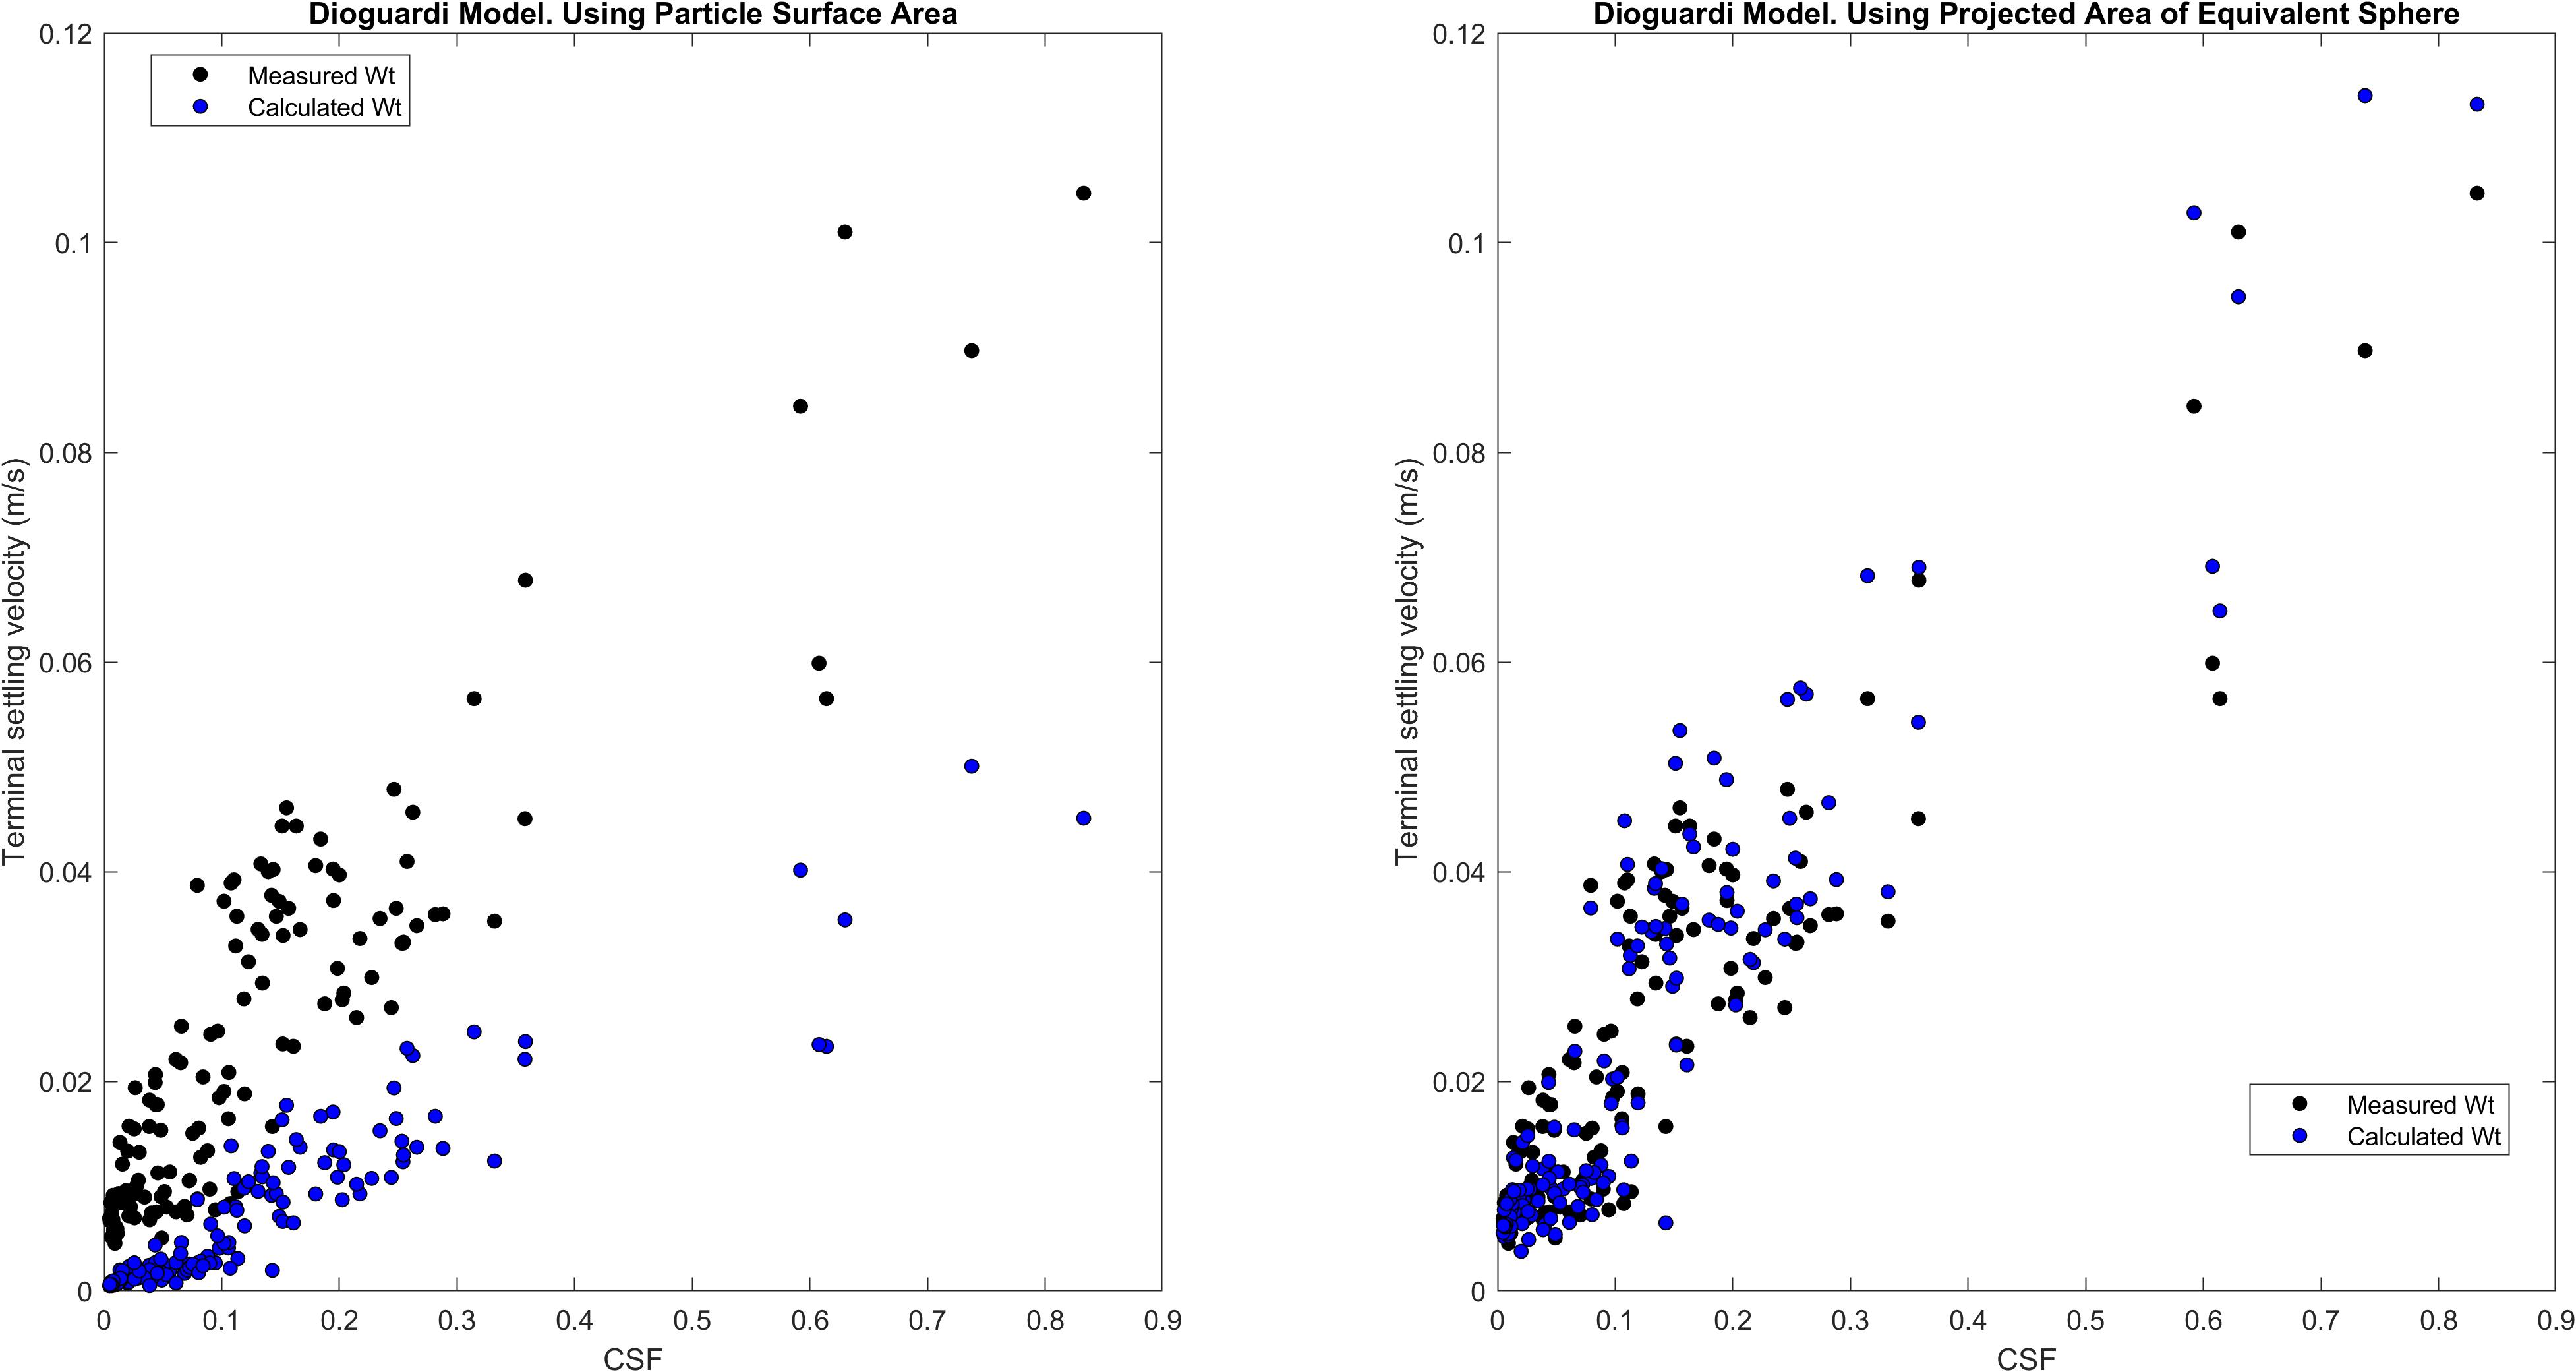 Dioguardi Model. Using Particle Surface Area
Terminal settling velocity (m/s)
0.12
0.1
0.08
0.06
0.04
0.02
0
Measured Wt
Calculated Wt
0 0.1 0.2 0.3 0.4 0.5 0.6 0.7 0.8 0.9
CSF
Dioguardi Model. Using Projected Area of Equivalent Sphere
Terminal settling velocity (m/s)
0.12
0.1
0.08
0.06
0.04
0.02
0
Measured Wt
Calculated Wt
0 0.1 0.2 0.3 0.4 0.5 0.6 0.7 0.8 0.9
CSF